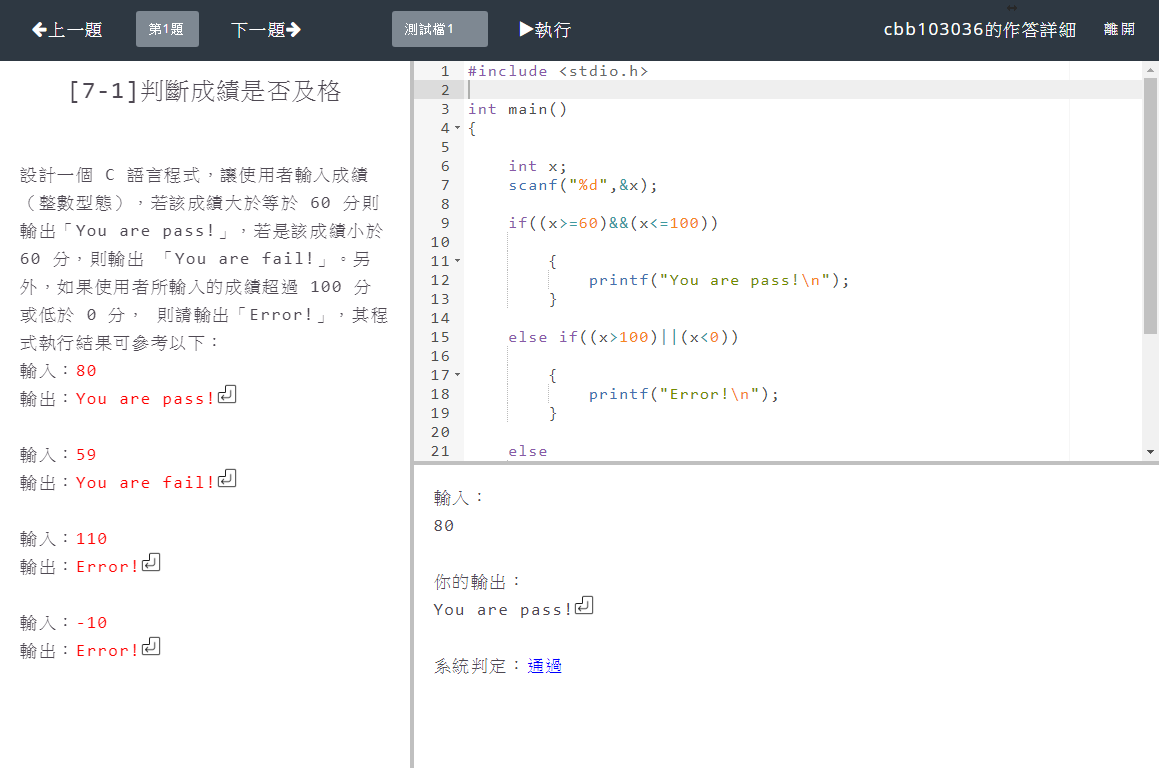 上一題 第1題 下一題 測試檔1 執行 cbb103036的作答詳細 離開
[7-1]判斷成績是否及格
設計一個 C 語言程式，讓使用者輸入成績
（整數型態），若該成績大於等於 60 分則
輸出「You are pass!」，若是該成績小於
60 分，則輸出 「You are fail!」。另
外，如果使用者所輸入的成績超過 100 分
或低於 0 分， 則請輸出「Error!」，其程
式執行結果可參考以下：
輸入：80
輸出：You are pass!
輸入：59
輸出：You are fail!
輸入：110
輸出：Error!
輸入：-10
輸出：Error!
1 #include <stdio.h>
2
3 int main()
4 {
5
6 int x;
7 scanf("%d",&x);
8
9 if((x>=60)&&(x<=100))
10
11 {
12 printf("You are pass!\n");
13 }
14
15 else if((x>100)||(x<0))
16
17 {
18 printf("Error!\n");
19 }
20
21 else
輸入：
80
你的輸出：
You are pass!
系統判定：通過